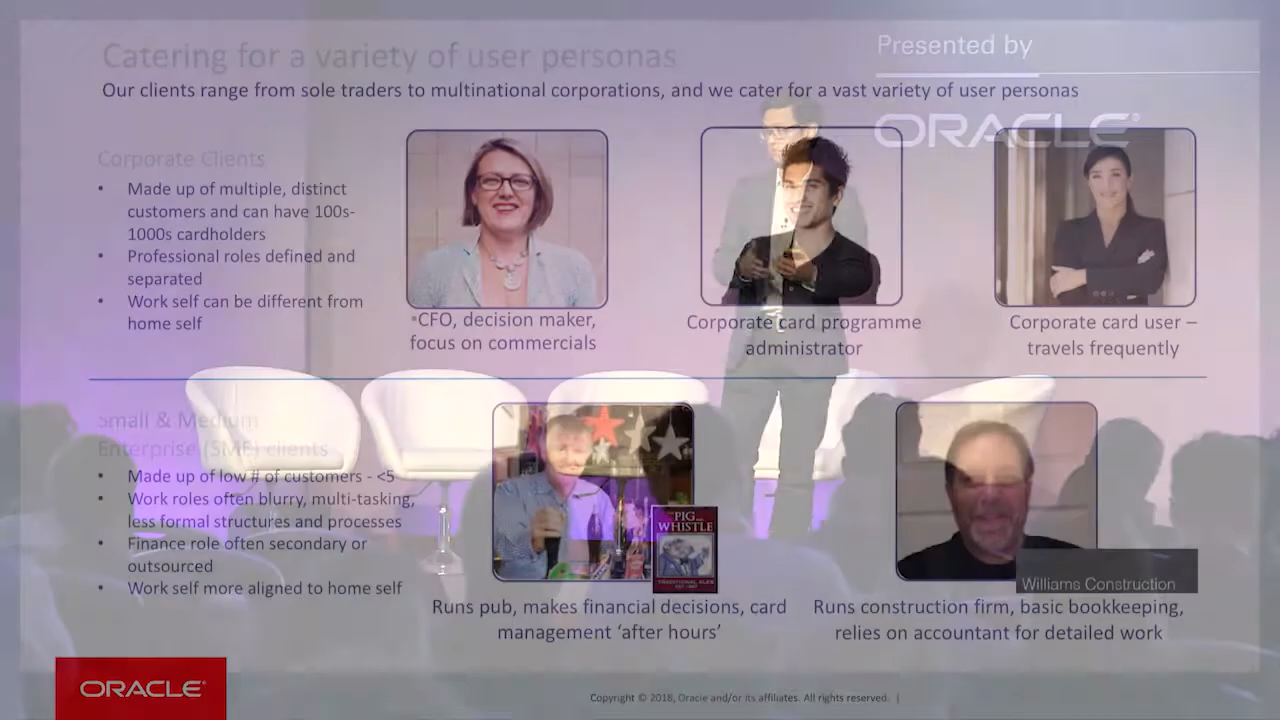 Catering for a variety of user personas
Presented by
Our clients range from sole traders to multinational corporations, and we cater for a vast variety of user personas
ORACLE®
Corporate Clients
• Made up of multiple, distinct
customers and can have 100s-
1000s cardholders
• Professional roles defined and
separated
• Work self can be different from
home self
CFO, decision maker,
focus on commercials
Corporate card programme
administrator
Corporate card user –
travels frequently
Small & Medium
Enterprise (SME) clients
• Made up of low # of customers - <5
• Work roles often blurry, multi-tasking,
less formal structures and processes
• Finance role often secondary or
outsourced
• Work self more aligned to home self
PIG
WHISTLE
TRADITIONAL ALES
Runs pub, makes financial decisions, card
management ‘after hours’
Williams Construction
Runs construction firm, basic bookkeeping,
relies on accountant for detailed work
ORACLE®
Copyright © 2018, Oracle and/or its affiliates. All rights reserved. |